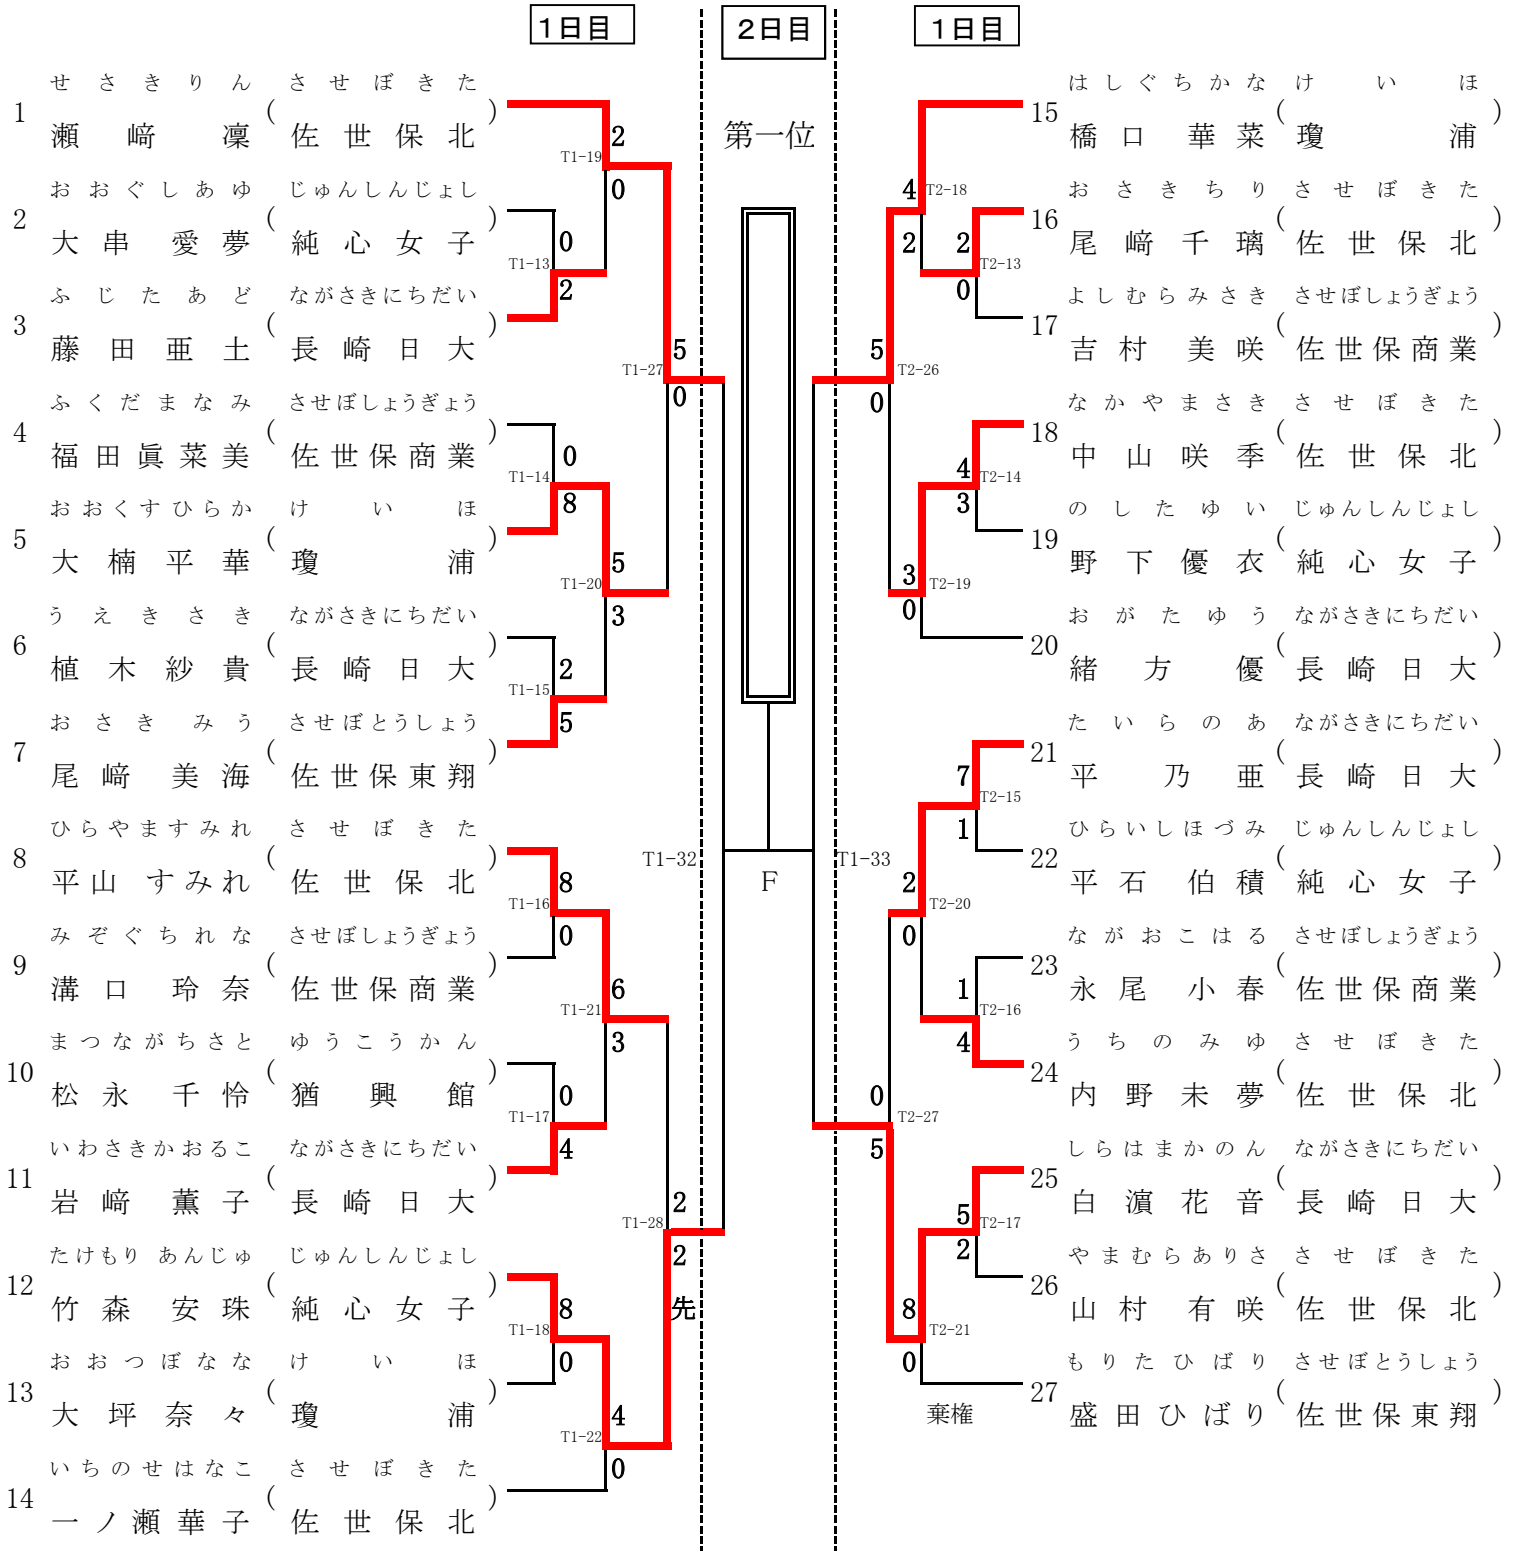 1日目
2日目
1日目
第一位
せさきりん させぼきた
1 瀬﨑凜 (佐世保北)
おおぐしあゆ じゅんしんじょし
2 大串愛夢 (純心女子)
ふじたあど ながさきにちだい
3 藤田亜土 (長崎日大)
ふくだまなみ させぼしょうぎょう
4 福田眞菜美 (佐世保商業)
おおくすひらか けいほ
5 大楠平華 (瓊浦)
うえきさき ながさきにちだい
6 植木紗貴 (長崎日大)
おさき みう させぼとうしょう
7 尾﨑美海 (佐世保東翔)
ひらやますみれ させぼきた
8 平山 すみれ (佐世保北)
みぞぐちれな させぼしょうぎょう
9 溝口玲奈 (佐世保商業)
まつながちさと ゆうこうかん
10 松永千怜 (猶興館)
いわさきかおるこ ながさきにちだい
11 岩﨑薫子 (長崎日大)
たけもり あんじゅ じゅんしんじょし
12 竹森安珠 (純心女子)
おおつぼなな けいほ
13 大坪奈々 (瓊浦)
いちのせはなこ させぼきた
14 一ノ瀬華子 (佐世保北)
2
T1-19
0
0
T1-13
2
5
T1-27
0
0
T1-14
8
5
T1-20
3
2
T1-15
5
8
T1-16
0
6
T1-21
3
0
T1-17
4
2
T1-28
2
先
8
T1-18
0
4
T1-22
0
T1-32
F
T1-33
4
T2-18
2
2
T2-13
0
5
T2-26
0
4
T2-14
3
3
T2-19
0
7
T2-15
1
2
T2-20
0
1
T2-16
4
0
T2-27
5
5
T2-17
2
8
T2-21
0
棄権
はしぐちかな けいほ
15 橋口華菜 (瓊浦)
おさきちり させぼきた
16 尾﨑千璃 (佐世保北)
よしむらみさき させぼしょうぎょう
17 吉村美咲 (佐世保商業)
なかやまさき させぼきた
18 中山咲季 (佐世保北)
のしたゆい じゅんしんじょし
19 野下優衣 (純心女子)
おがたゆう ながさきにちだい
20 緒方優 (長崎日大)
たいらのあ ながさきにちだい
21 平乃亜 (長崎日大)
ひらいしほづみ じゅんしんじょし
22 平石伯積 (純心女子)
ながおこはる させぼしょうぎょう
23 永尾小春 (佐世保商業)
うちのみゆ させぼきた
24 内野未夢 (佐世保北)
しらはまかのん ながさきにちだい
25 白濵花音 (長崎日大)
やまむらありさ させぼきた
26 山村有咲 (佐世保北)
もりたひばり させぼとうしょう
27 盛田ひばり (佐世保東翔)